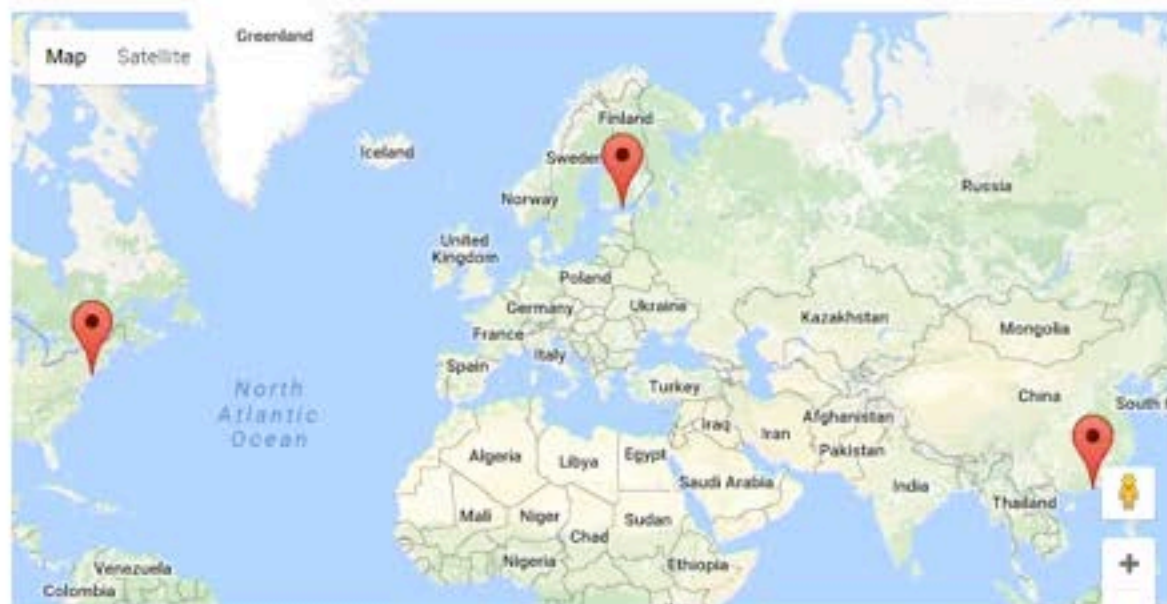 Greenland
Map Satellite
Finland
Iceland
Sweden
Russia
Norway
United
Kingdom
Poland
Germany
Ukraine
Kazakhstan
Mongolia
France
Italy
Spain
Turkey
North
Atlantic
Ocean
China
South
Afghanistan
Iraq
Iran
Pakistan
Algeria
Libya
Egypt
Saudi Arabia
India
Thailand
Mali
Niger
Chad
Sudan
Nigeria
Ethiopia
Venezuela
Colombia
+